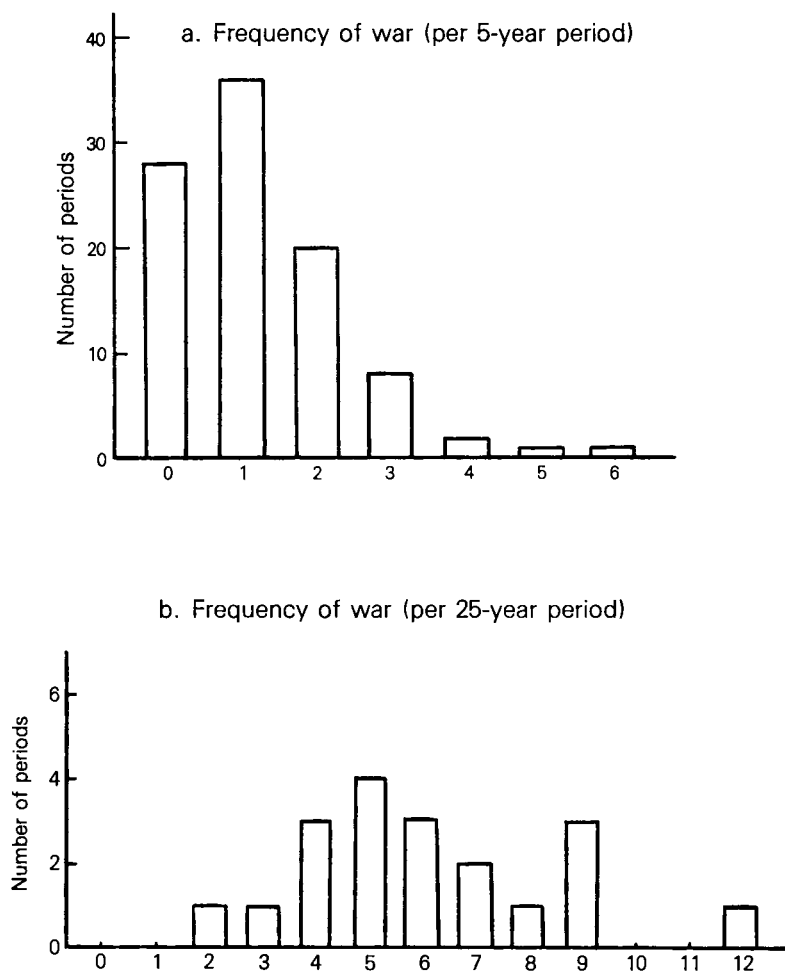 a. Frequency of war (per 5-year period)
Number of periods
40
30
20
10
0
0 1 2 3 4 5 6
b. Frequency of war (per 25-year period)
Number of periods
6
4
2
0
0 1 2 3 4 5 6 7 8 9 10 11 12